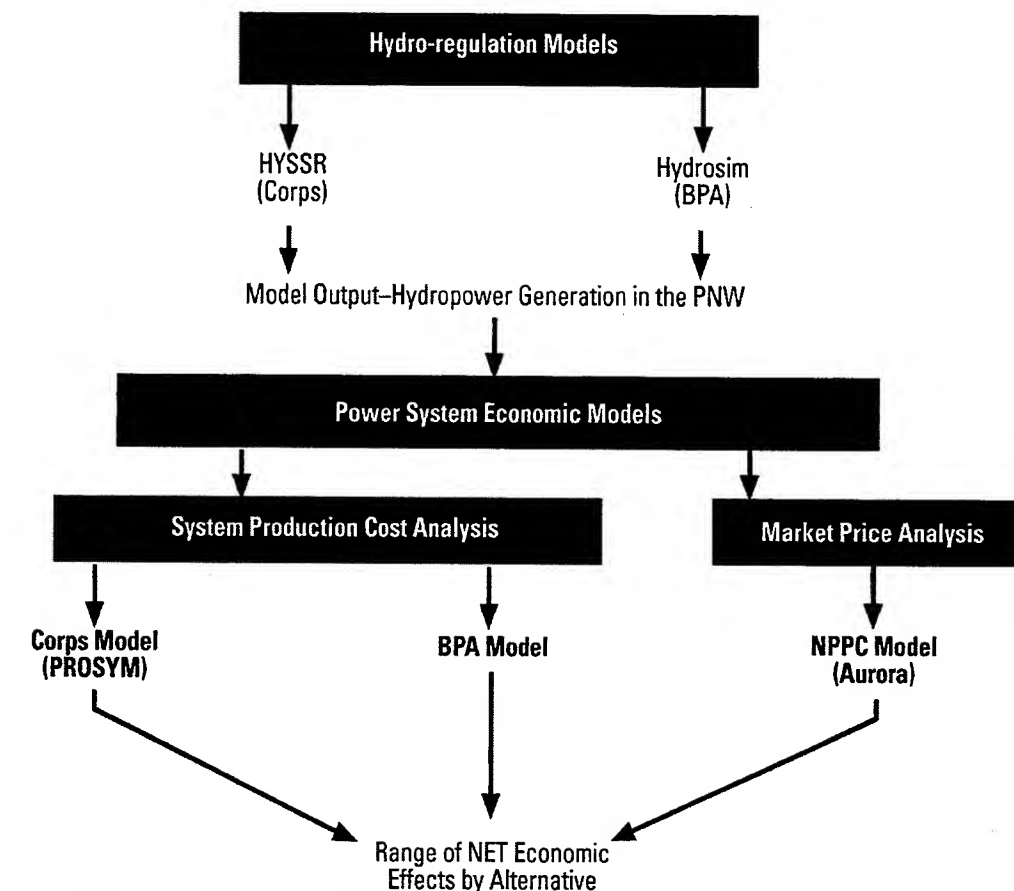 Hydro-regulation Models
HYSSR
(Corps)
Hydrosim
(BPA)
Model Output–Hydropower Generation in the PNW
Power System Economic Models
System Production Cost Analysis
Market Price Analysis
Corps Model
(PROSYM)
BPA Model
NPPC Model
(Aurora)
Range of NET Economic
Effects by Alternative